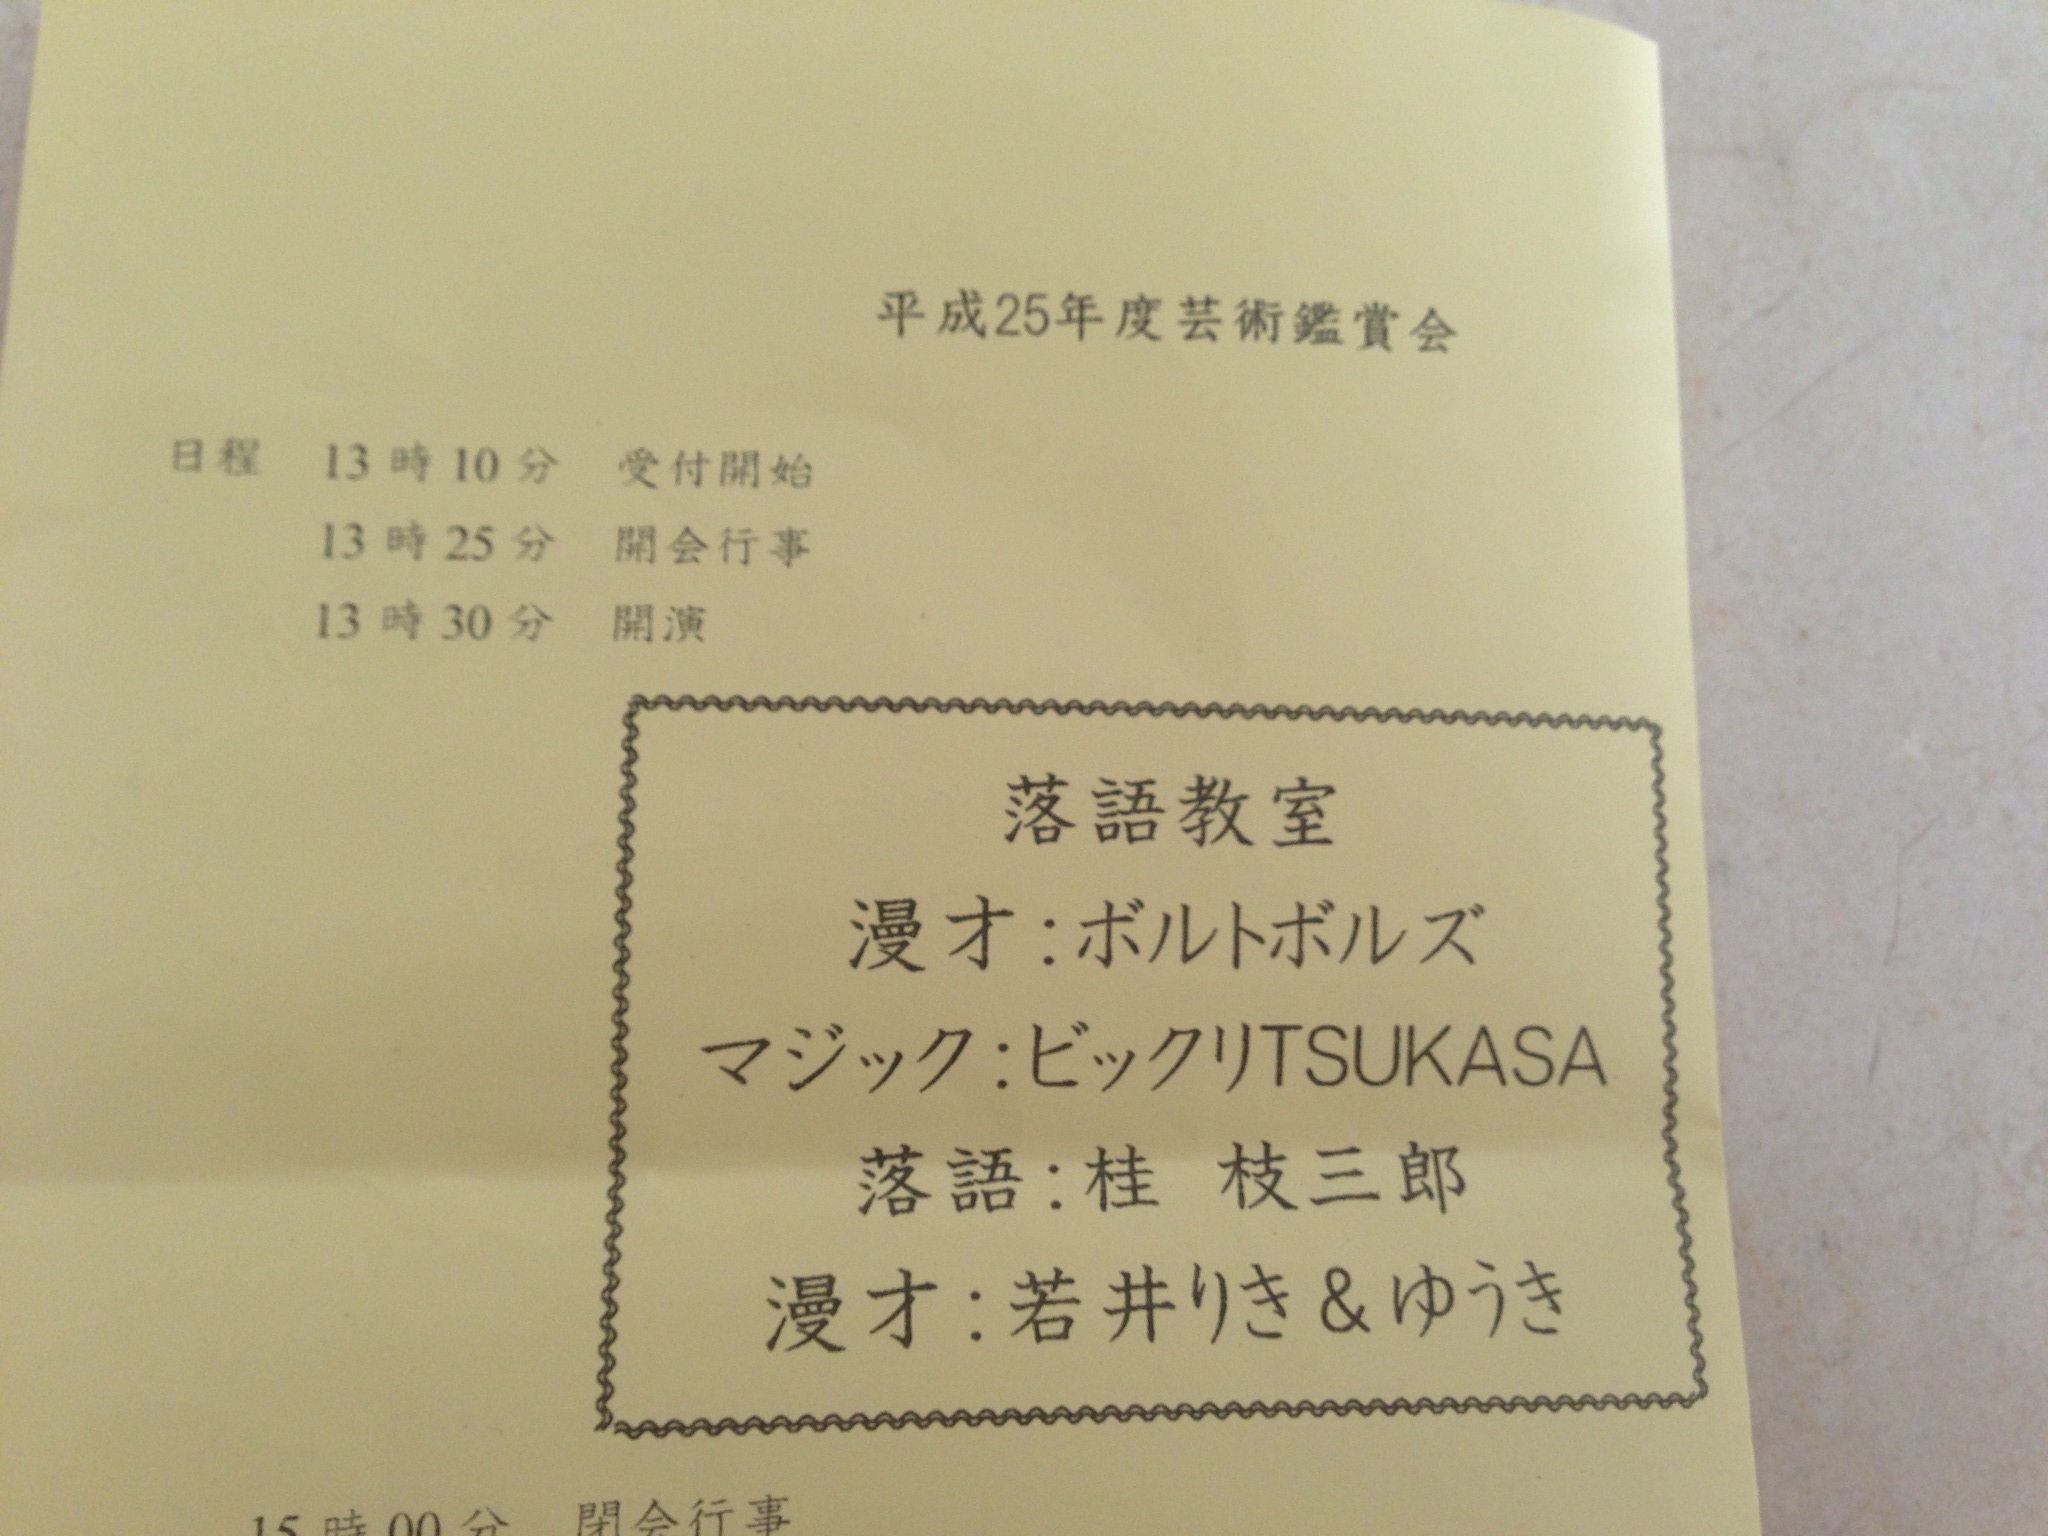 平成25年度芸術鑑賞会
日程 13時10分 受付開始
13時25分 開会行事
13時30分 開演
落語教室
漫才:ボルトボルズ
マジック:ビックリTSUKASA
落語:桂 枝三郎
漫才:若井りき&ゆうき
15時00分 閉会行事